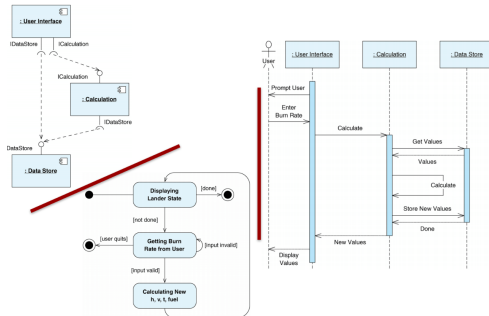 : User Interface
IDataStore
ICalculation
ICalculation
: Calculation
IDataStore
DataStore
: Data Store
Displaying
Lander State
[done]
[not done]
[user quits]
Getting Burn
Rate from User
[input invalid]
[input valid]
Calculating New
h, v, t, fuel
User
: User Interface
: Calculation
: Data Store
Prompt User
Enter
Burn Rate
Calculate
Get Values
Values
Calculate
Store New Values
Done
New Values
Display
Values